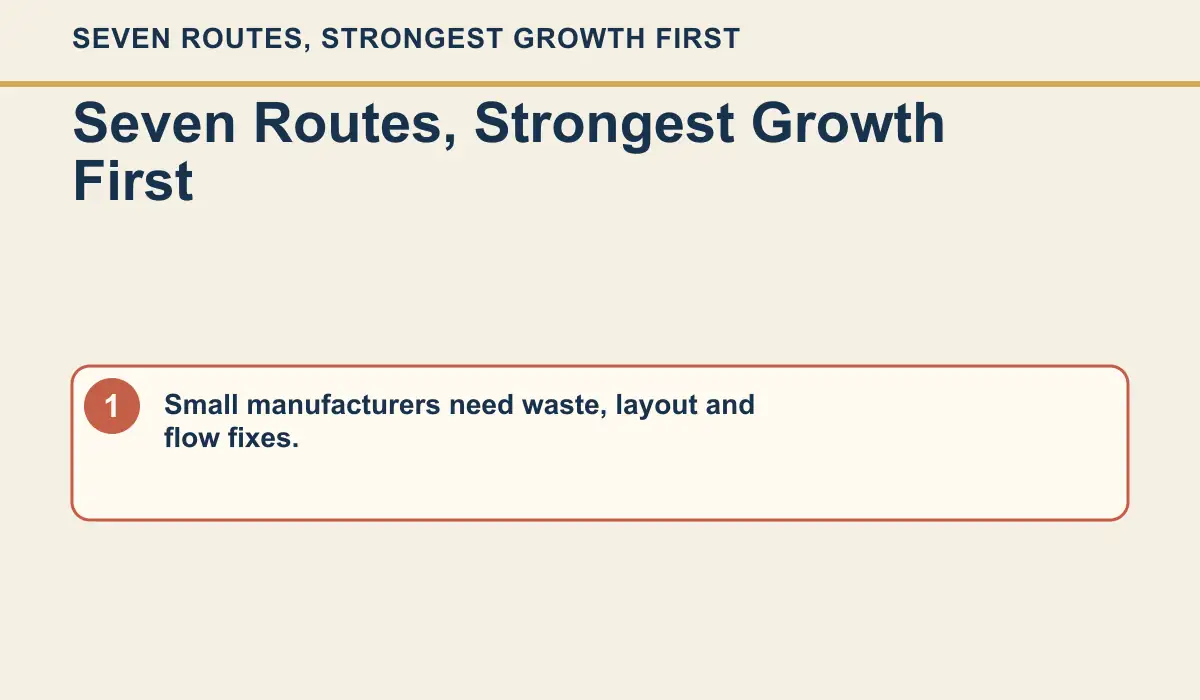 SEVEN ROUTES, STRONGEST GROWTH FIRST
Seven Routes, Strongest Growth
First
1
Small manufacturers need waste, layout and
flow fixes.